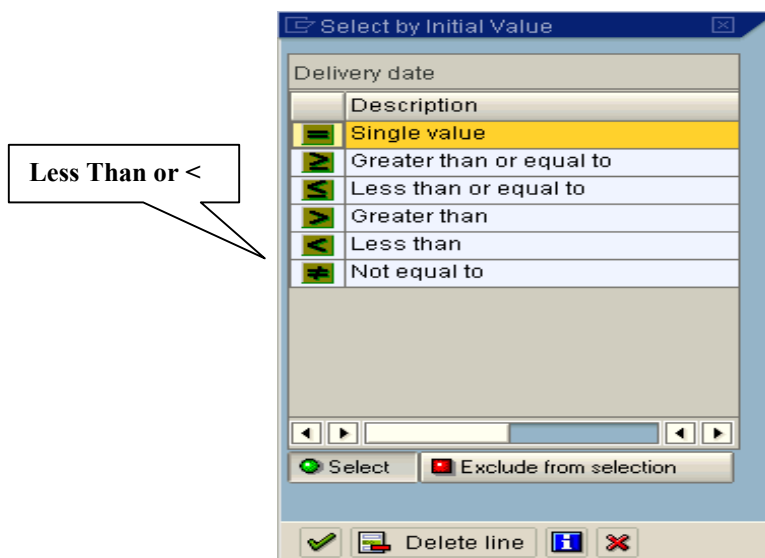 Select by Initial Value
Delivery date
Description
= Single value
≥ Greater than or equal to
≤ Less than or equal to
> Greater than
< Less than
≠ Not equal to
Less Than or <
Select Exclude from selection
Delete line